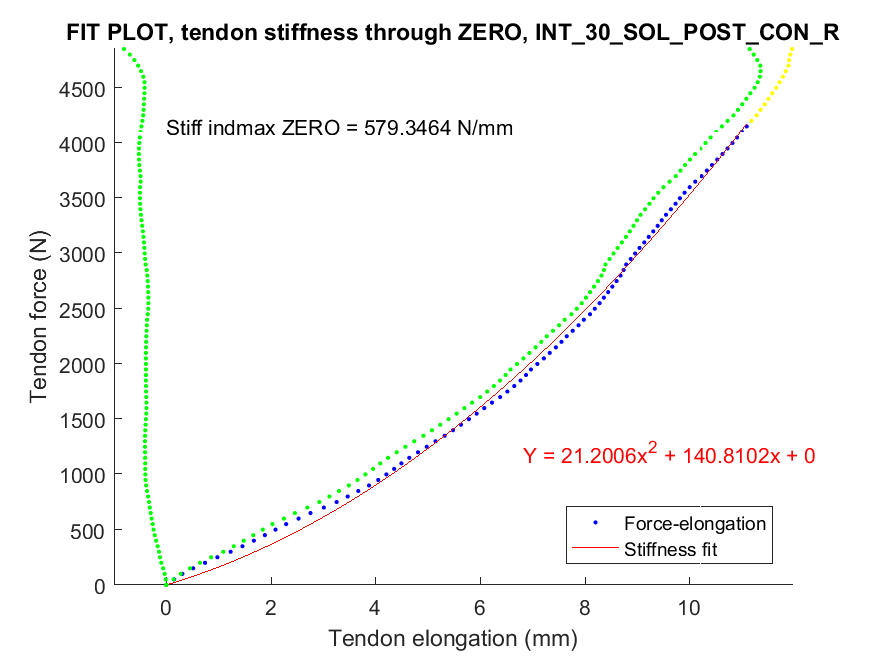 FIT PLOT, tendon stiffness through ZERO, INT_30_SOL_POST_CON_R
4500
Stiff indmax ZERO = 579.3464 N/mm
4000
3500
3000
2500
2000
1500
1000
500
0
Tendon force (N)
Y = 21.2006x² + 140.8102x + 0
Force-elongation
Stiffness fit
0 2 4 6 8 10
Tendon elongation (mm)